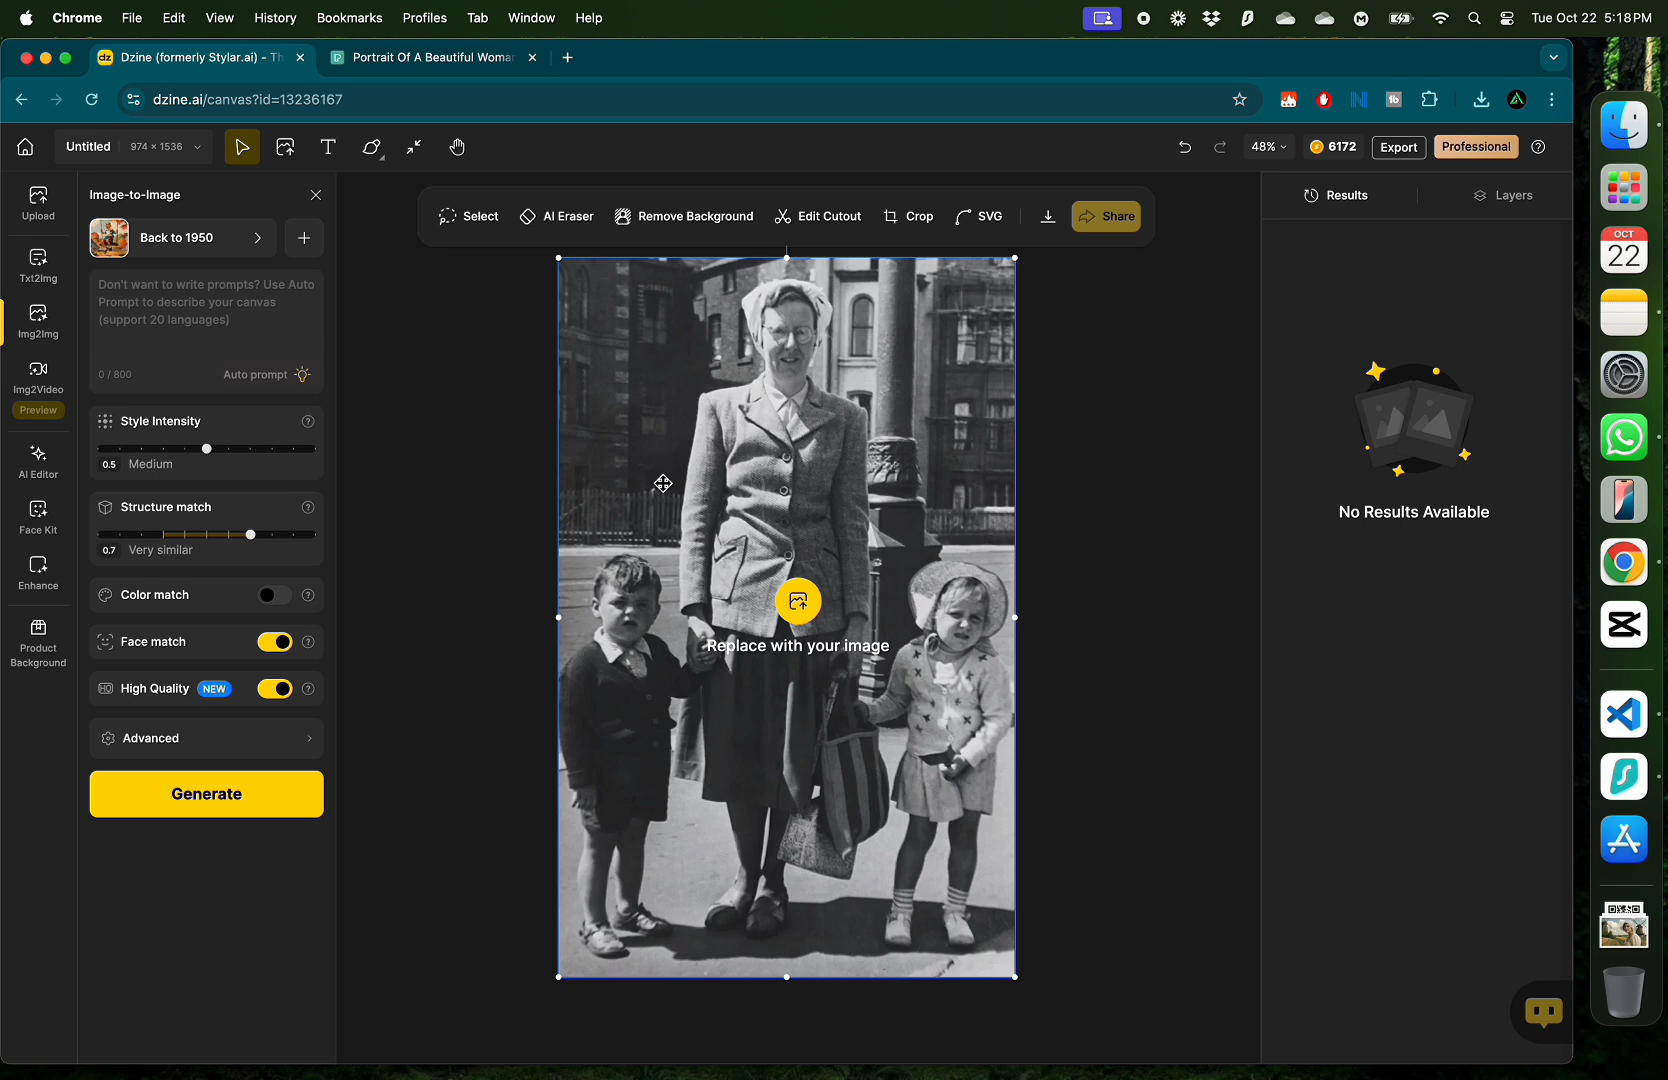 Chrome File Edit View History Bookmarks Profiles Tab Window Help
Tue Oct 22 5:18 PM
Dzine (formerly Stylar.ai) - Th
Portrait Of A Beautiful Woman
dzine.ai/canvas?id=13236167
Untitled 974 × 1536
48%
6172
Export
Professional
Upload
Txt2Img
Img2Img
Img2Video
Preview
AI Editor
Face Kit
Enhance
Product
Background
Image-to-Image
Back to 1950
Don't want to write prompts? Use Auto
Prompt to describe your canvas
(support 20 languages)
0 / 800
Auto prompt
Style Intensity
0.5 Medium
Structure match
0.7 Very similar
Color match
Face match
High Quality NEW
Advanced
Generate
Select AI Eraser Remove Background Edit Cutout Crop SVG Share
Replace with your image
Results
Layers
No Results Available
OCT
22